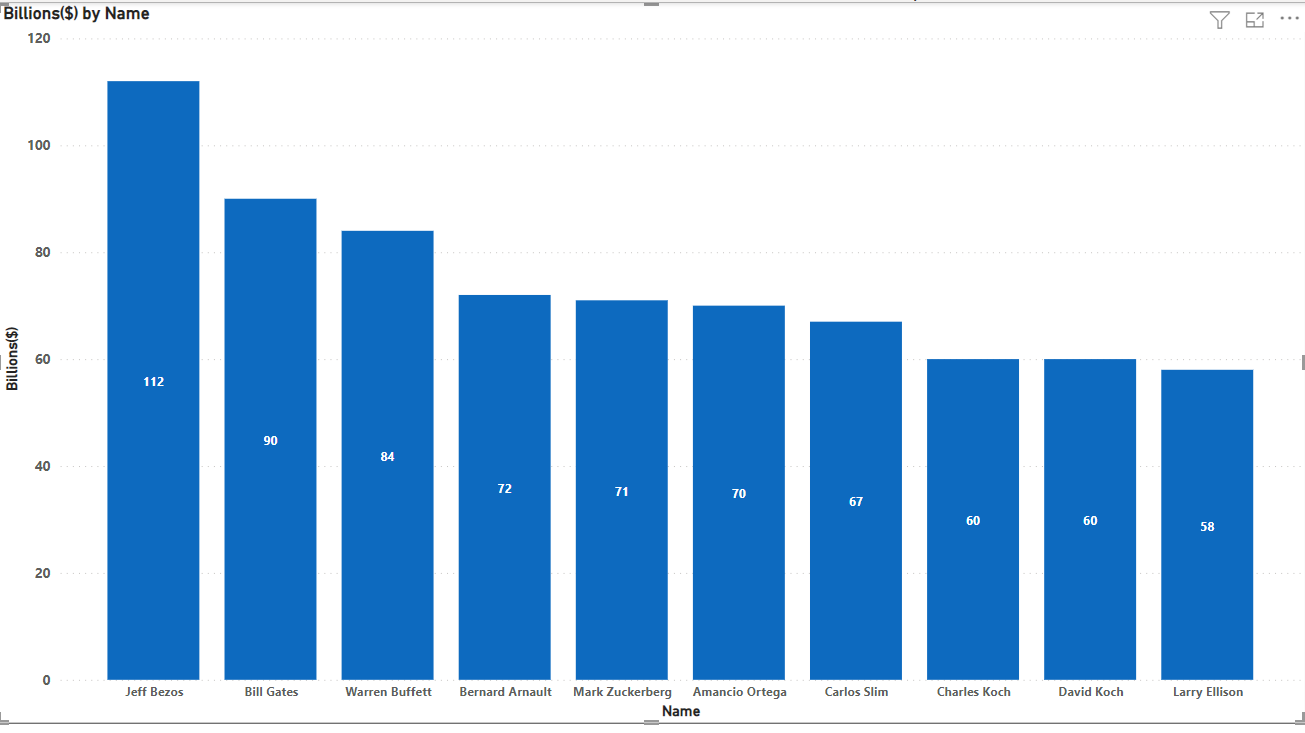 Billions($) by Name
120
100
80
60
40
20
0
Billions($)
112
90
84
72
71
70
67
60
60
58
Jeff Bezos
Bill Gates
Warren Buffett
Bernard Arnault
Mark Zuckerberg
Amancio Ortega
Carlos Slim
Charles Koch
David Koch
Larry Ellison
Name